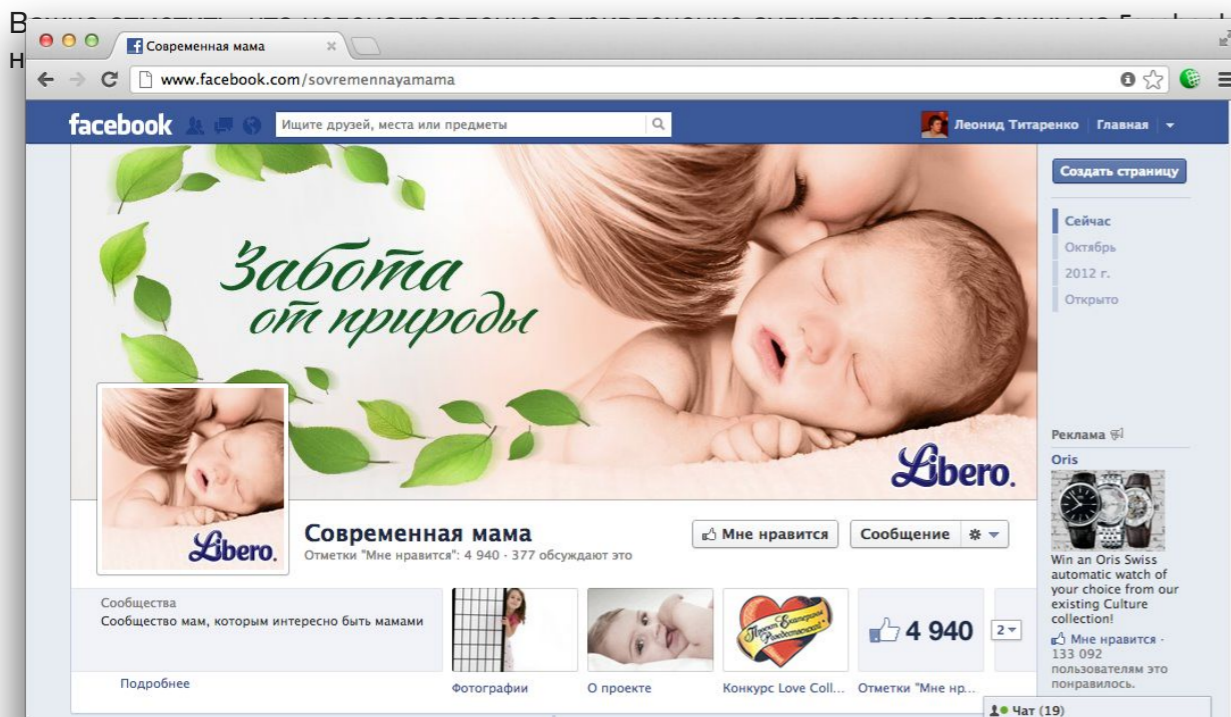 Современная мама
www.facebook.com/sovremennayamama
facebook
Ищите друзей, места или предметы
Леонид Титаренко
Главная
Создать страницу
Сейчас
Октябрь
2012 г.
Открыто
Забота
от природы
Libero.
Libero.
Современная мама
Отметки "Мне нравится": 4 940 · 377 обсуждают это
Мне нравится
Сообщение
Сообщества
Сообщество мам, которым интересно быть мамами
Подробнее
Фотографии
О проекте
Проект Екатерины
Рождественской
Конкурс Love Coll...
4 940
Отметки "Мне нр...
2
Реклама
Oris
Win an Oris Swiss
automatic watch of
your choice from our
existing Culture
collection!
Мне нравится ·
133 092
пользователям это
понравилось.
Чат (19)